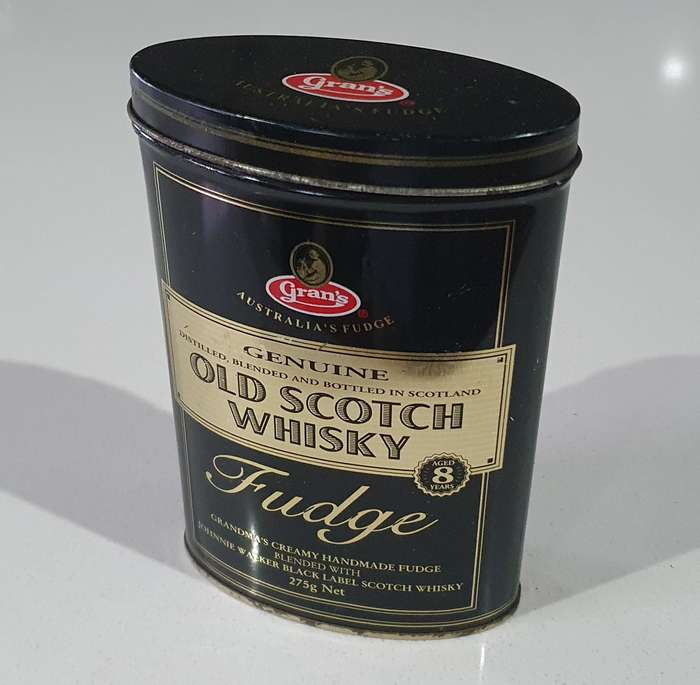 Gran's
AUSTRALIA'S FUDGE
Gran's ®
AUSTRALIA'S FUDGE
GENUINE
DISTILLED, BLENDED AND BOTTLED IN SCOTLAND
OLD SCOTCH
WHISKY
AGED
8
YEARS
Fudge
GRANDMA'S CREAMY HANDMADE FUDGE
BLENDED WITH
JOHNNIE WALKER BLACK LABEL SCOTCH WHISKY
275g Net